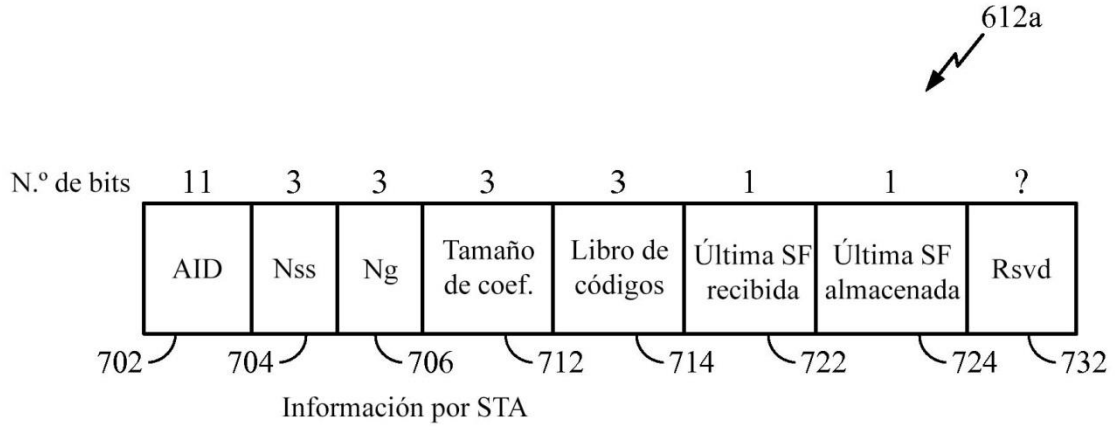 612a
N.º de bits 11 3 3 3 3 1 1 ?
AID Nss Ng Tamaño de coef. Libro de códigos Última SF recibida Última SF almacenada Rsvd
702 704 706 712 714 722 724 732
Información por STA